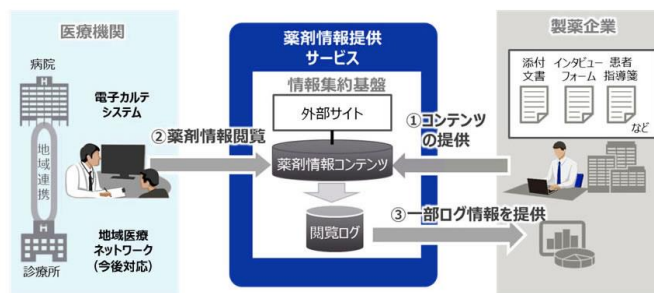 医療機関
病院
H
電子カルテ
システム
地域連携
地域医療
ネットワーク
(今後対応)
H
診療所
②薬剤情報閲覧
薬剤情報提供
サービス
情報集約基盤
外部サイト
薬剤情報コンテンツ
閲覧ログ
①コンテンツ
の提供
③一部ログ情報を提供
製薬企業
添付
文書
インタビュー
フォーム
患者
指導箋
など